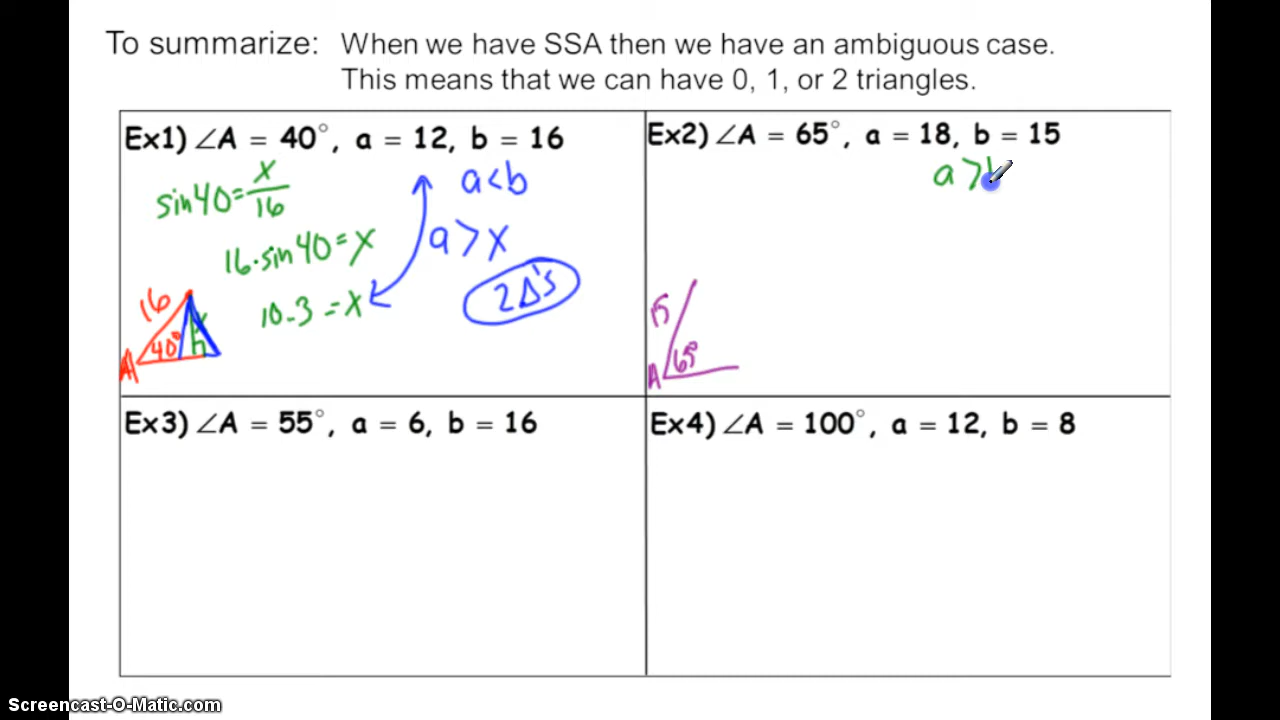 To summarize: When we have SSA then we have an ambiguous case.
This means that we can have 0, 1, or 2 triangles.
Ex1) ∠A = 40°, a = 12, b = 16
sin40 = x/16
a < b
16·sin40 = x
a > x
10.3 = x
2Δ's
16
40°
A
Ex2) ∠A = 65°, a = 18, b = 15
a > b
15
65°
A
Ex3) ∠A = 55°, a = 6, b = 16
Ex4) ∠A = 100°, a = 12, b = 8
Screencast-O-Matic.com